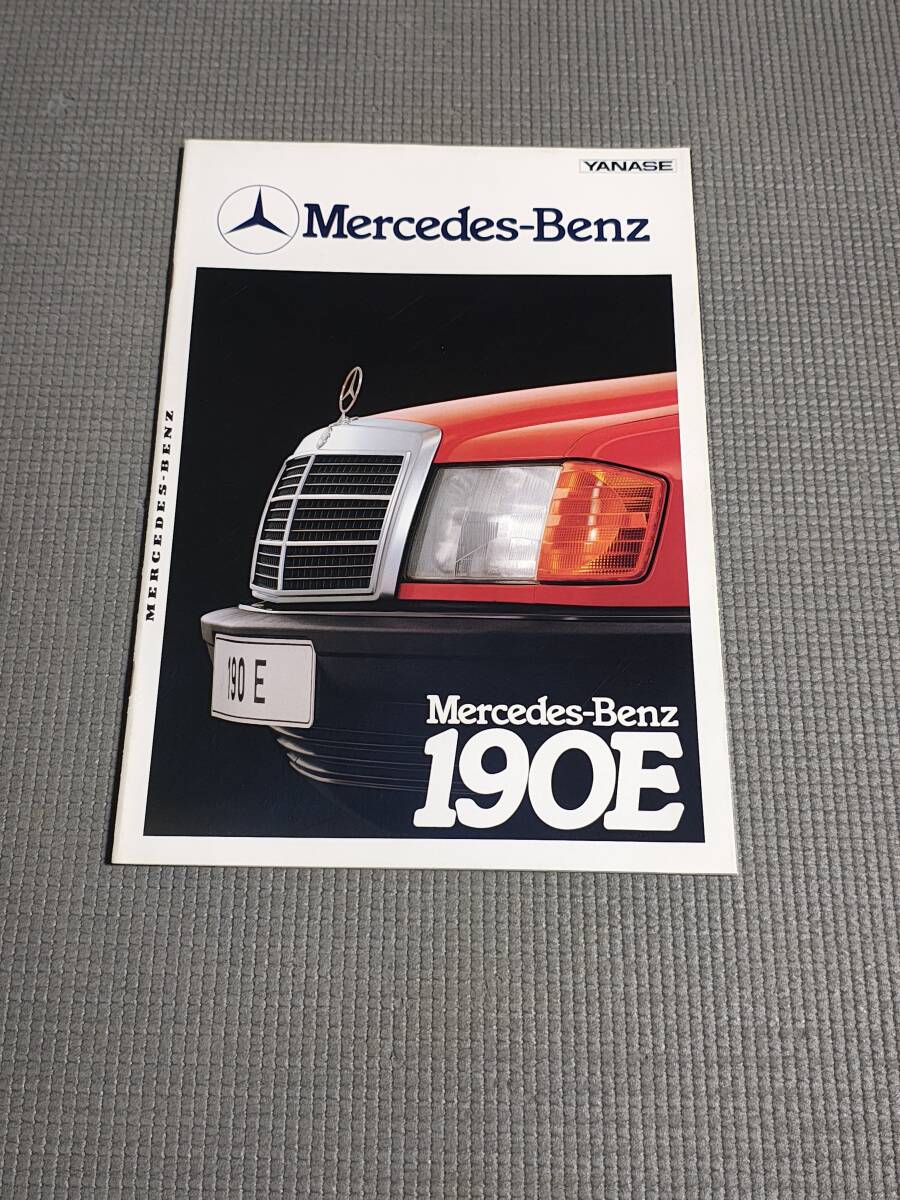 YANASE
Mercedes-Benz
MERCEDES-BENZ
190 E
Mercedes-Benz
190E